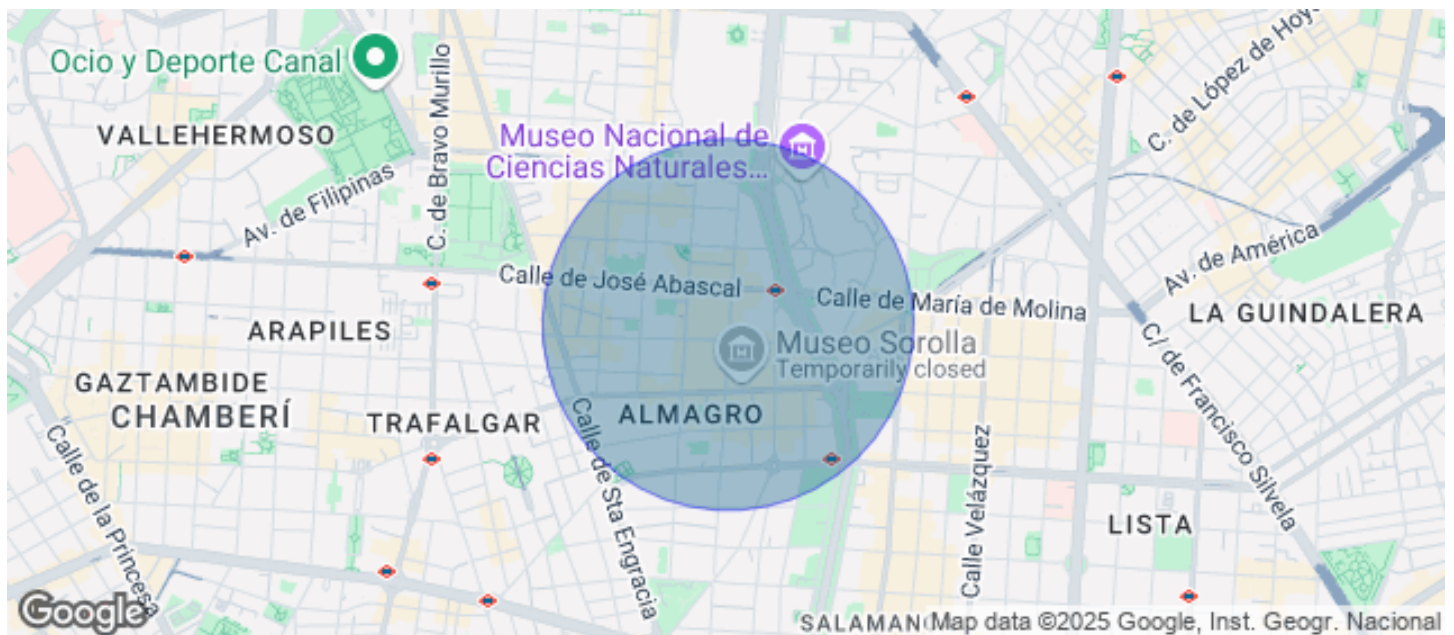 Ocio y Deporte Canal
C. de Bravo Murillo
C. de López de Hoyo
VALLEHERMOSO
Museo Nacional de
Ciencias Naturales...
Av. de Filipinas
Av. de América
Calle de José Abascal
Calle de María de Molina
LA GUINDALERA
ARAPILES
Museo Sorolla
Temporarily closed
C/ de Francisco Silvela
GAZTAMBIDE
CHAMBERÍ
TRAFALGAR
ALMAGRO
Calle de la Princesa
Calle de Sta Engracia
Calle Velázquez
LISTA
Google
SALAMAN
Map data ©2025 Google, Inst. Geogr. Nacional